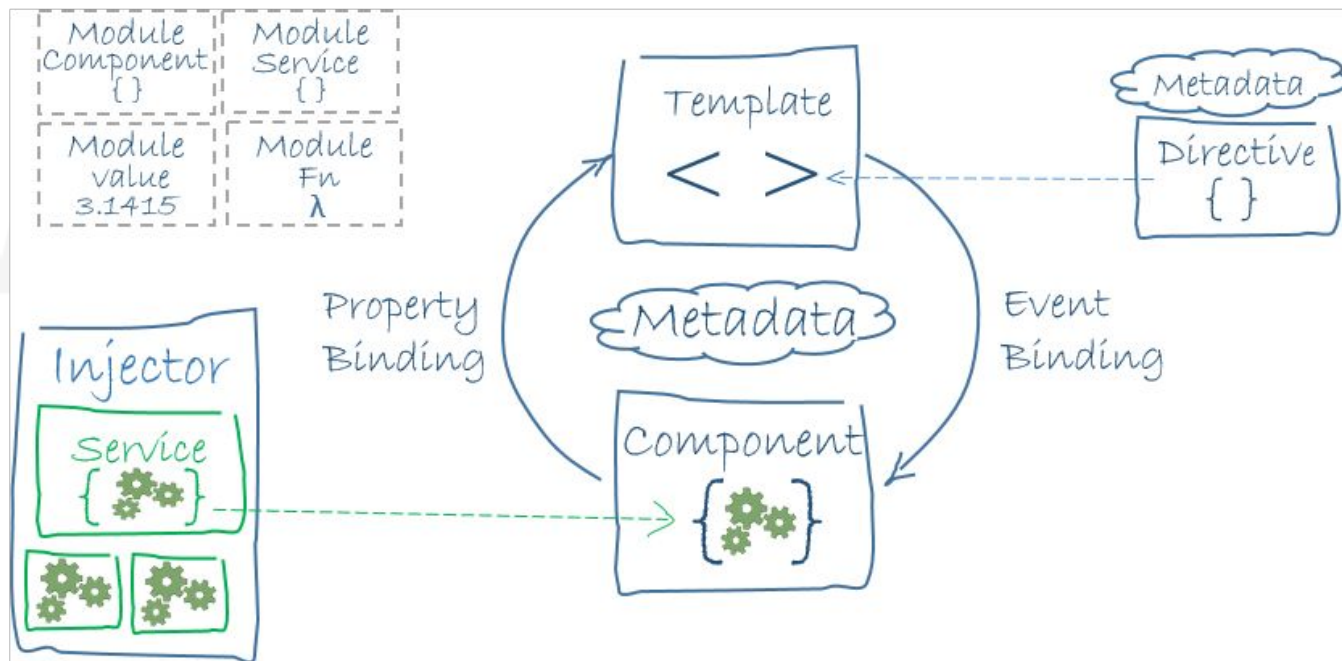 Module
Component
{ }
Module
Service
{ }
Module
value
3.1415
Module
Fn
λ
Template
< >
Metadata
Directive
{ }
Property
Binding
Metadata
Event
Binding
Injector
Service
{ }
Component
{ }